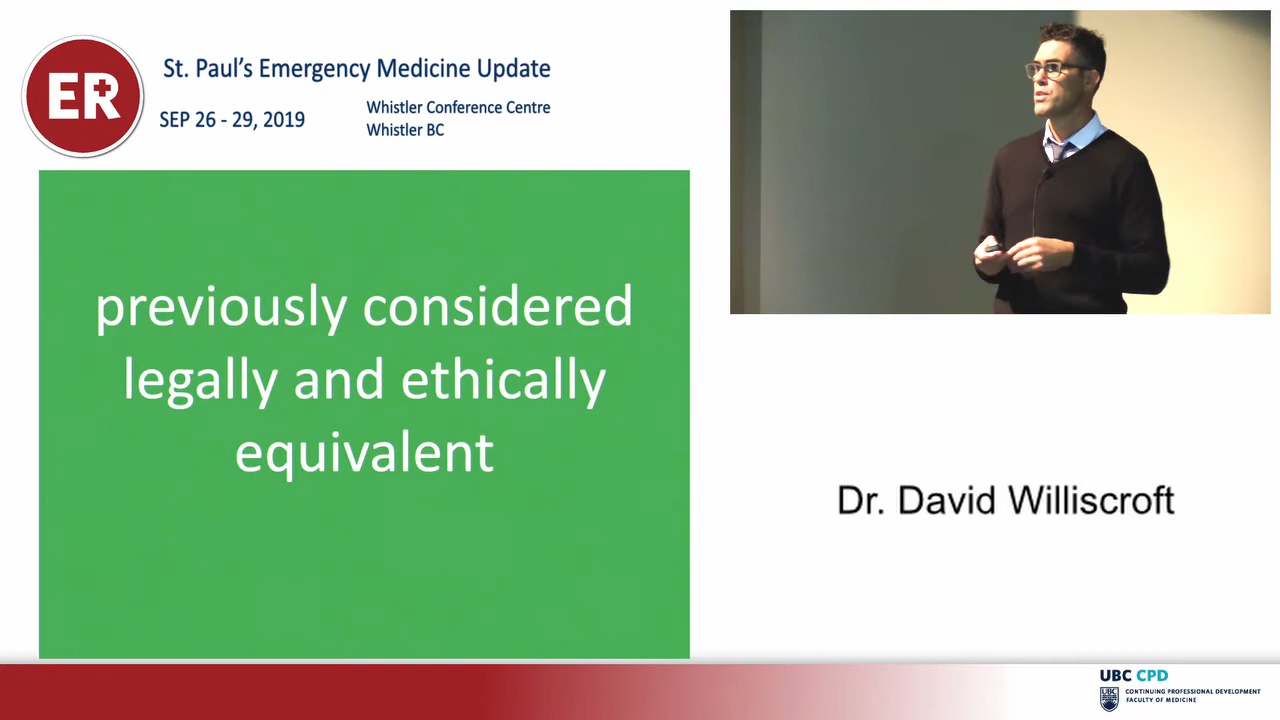 ER
St. Paul's Emergency Medicine Update
SEP 26 - 29, 2019
Whistler Conference Centre
Whistler BC
previously considered
legally and ethically
equivalent
Dr. David Williscroft
UBC CPD
UBC
CONTINUING PROFESSIONAL DEVELOPMENT
FACULTY OF MEDICINE